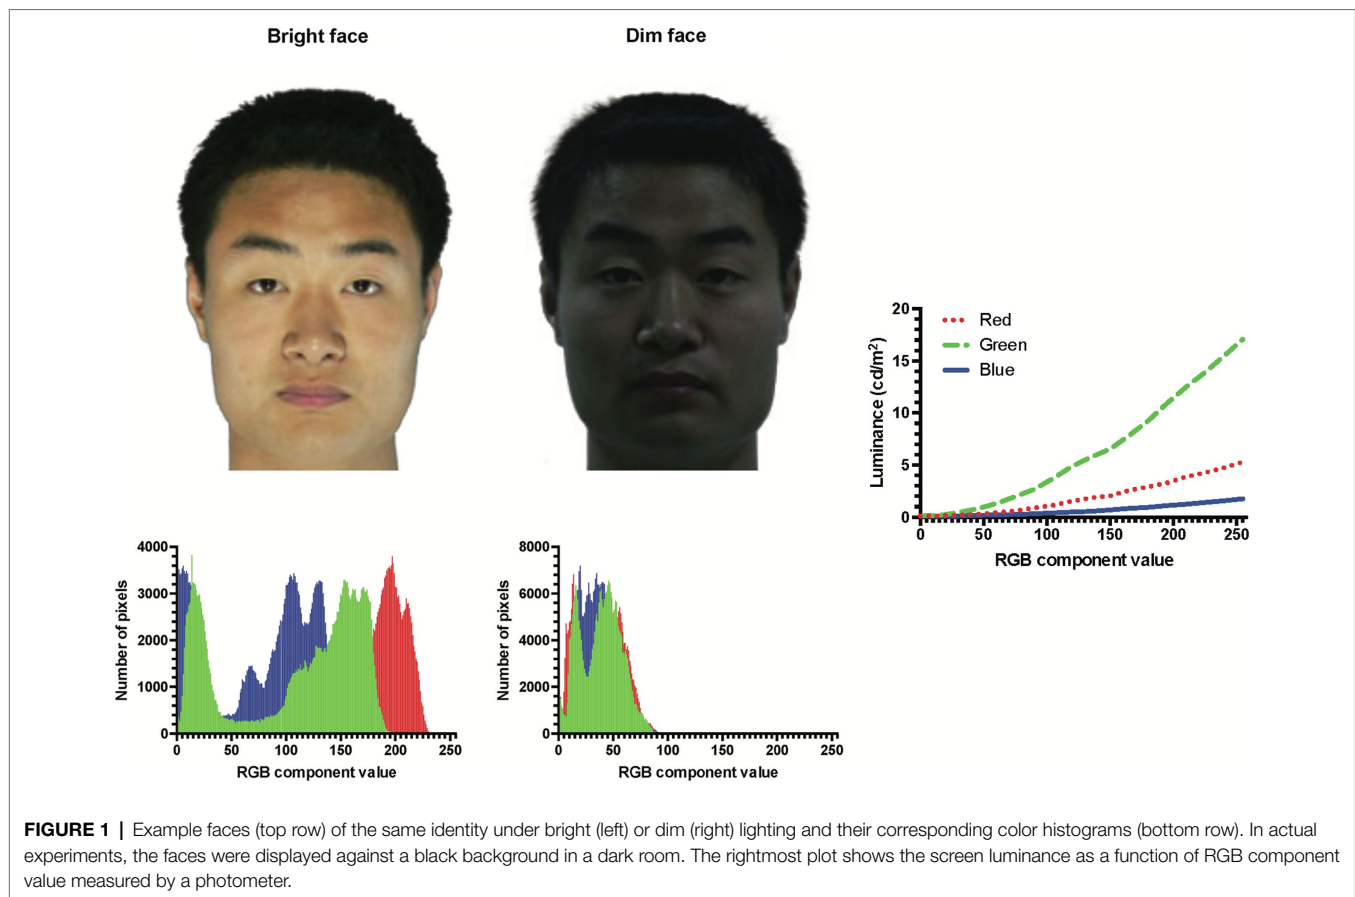 Bright face
Dim face
20
15
10
5
0
Luminance (cd/m²)
Red
Green
Blue
0 50 100 150 200 250
RGB component value
4000
3000
2000
1000
0
Number of pixels
0 50 100 150 200 250
RGB component value
8000
6000
4000
2000
0
Number of pixels
0 50 100 150 200 250
RGB component value
FIGURE 1 | Example faces (top row) of the same identity under bright (left) or dim (right) lighting and their corresponding color histograms (bottom row). In actual
experiments, the faces were displayed against a black background in a dark room. The rightmost plot shows the screen luminance as a function of RGB component
value measured by a photometer.